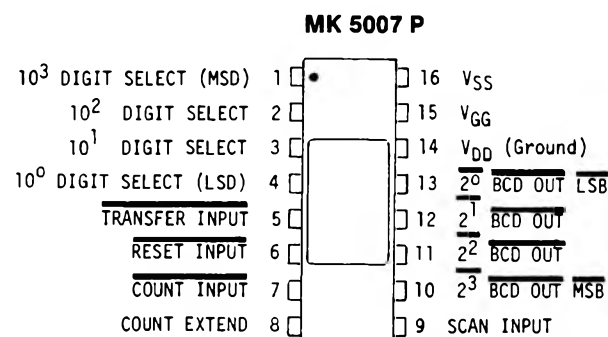 MK 5007 P
10³ DIGIT SELECT (MSD) 1
16 VSS
10² DIGIT SELECT 2
15 VGG
10¹ DIGIT SELECT 3
14 VDD (Ground)
10⁰ DIGIT SELECT (LSD) 4
13 2⁰ BCD OUT LSB
TRANSFER INPUT 5
12 2¹ BCD OUT
RESET INPUT 6
11 2² BCD OUT
COUNT INPUT 7
10 2³ BCD OUT MSB
COUNT EXTEND 8
9 SCAN INPUT